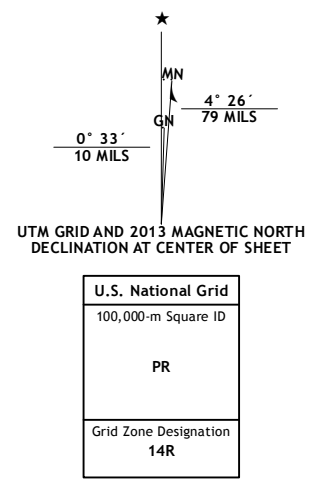 ★
MN
4° 26´
79 MILS
GN
0° 33´
10 MILS
UTM GRID AND 2013 MAGNETIC NORTH
DECLINATION AT CENTER OF SHEET
U.S. National Grid
100,000-m Square ID
PR
Grid Zone Designation
14R